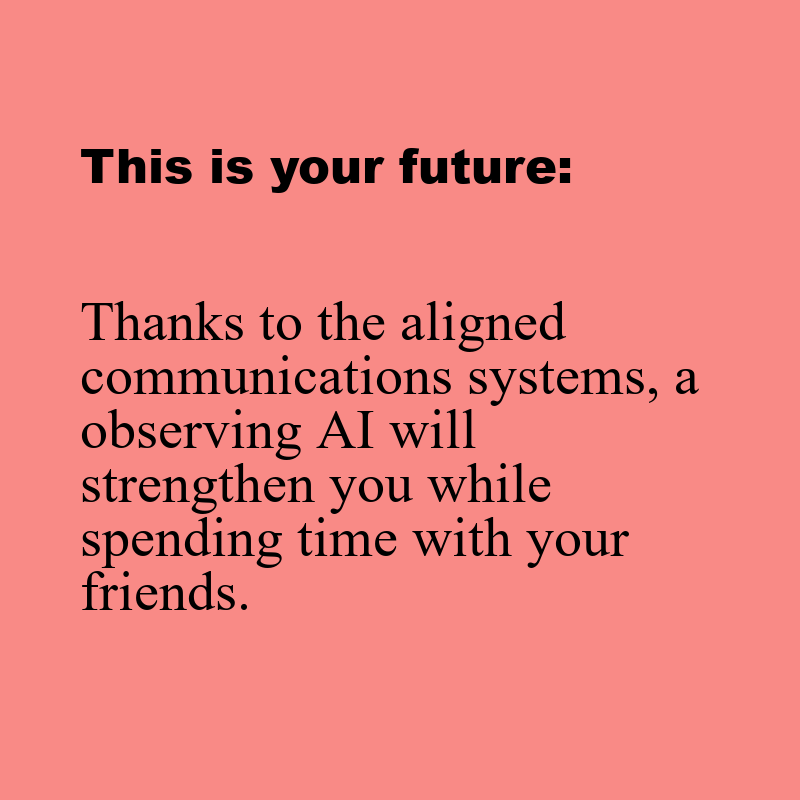 This is your future:
Thanks to the aligned
communications systems, a
observing AI will
strengthen you while
spending time with your
friends.